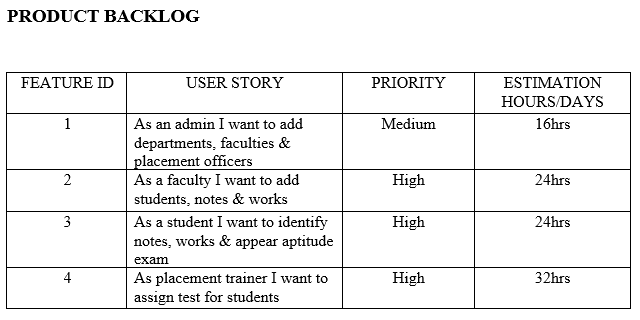 PRODUCT BACKLOG
FEATURE ID USER STORY PRIORITY ESTIMATION
HOURS/DAYS
1 As an admin I want to add Medium 16hrs
departments, faculties &
placement officers
2 As a faculty I want to add High 24hrs
students, notes & works
3 As a student I want to identify High 24hrs
notes, works & appear aptitude
exam
4 As placement trainer I want to High 32hrs
assign test for students